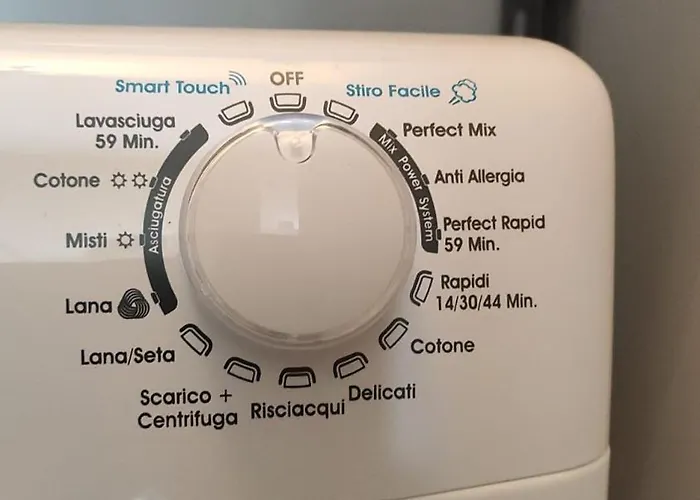 OFF
Stiro Facile
Perfect Mix
Mix Power System
Anti Allergia
Perfect Rapid
59 Min.
Rapidi
14/30/44 Min.
Cotone
Delicati
Risciacqui
Scarico +
Centrifuga
Lana/Seta
Lana
Misti
Asciugatura
Cotone
Lavasciuga
59 Min.
Smart Touch